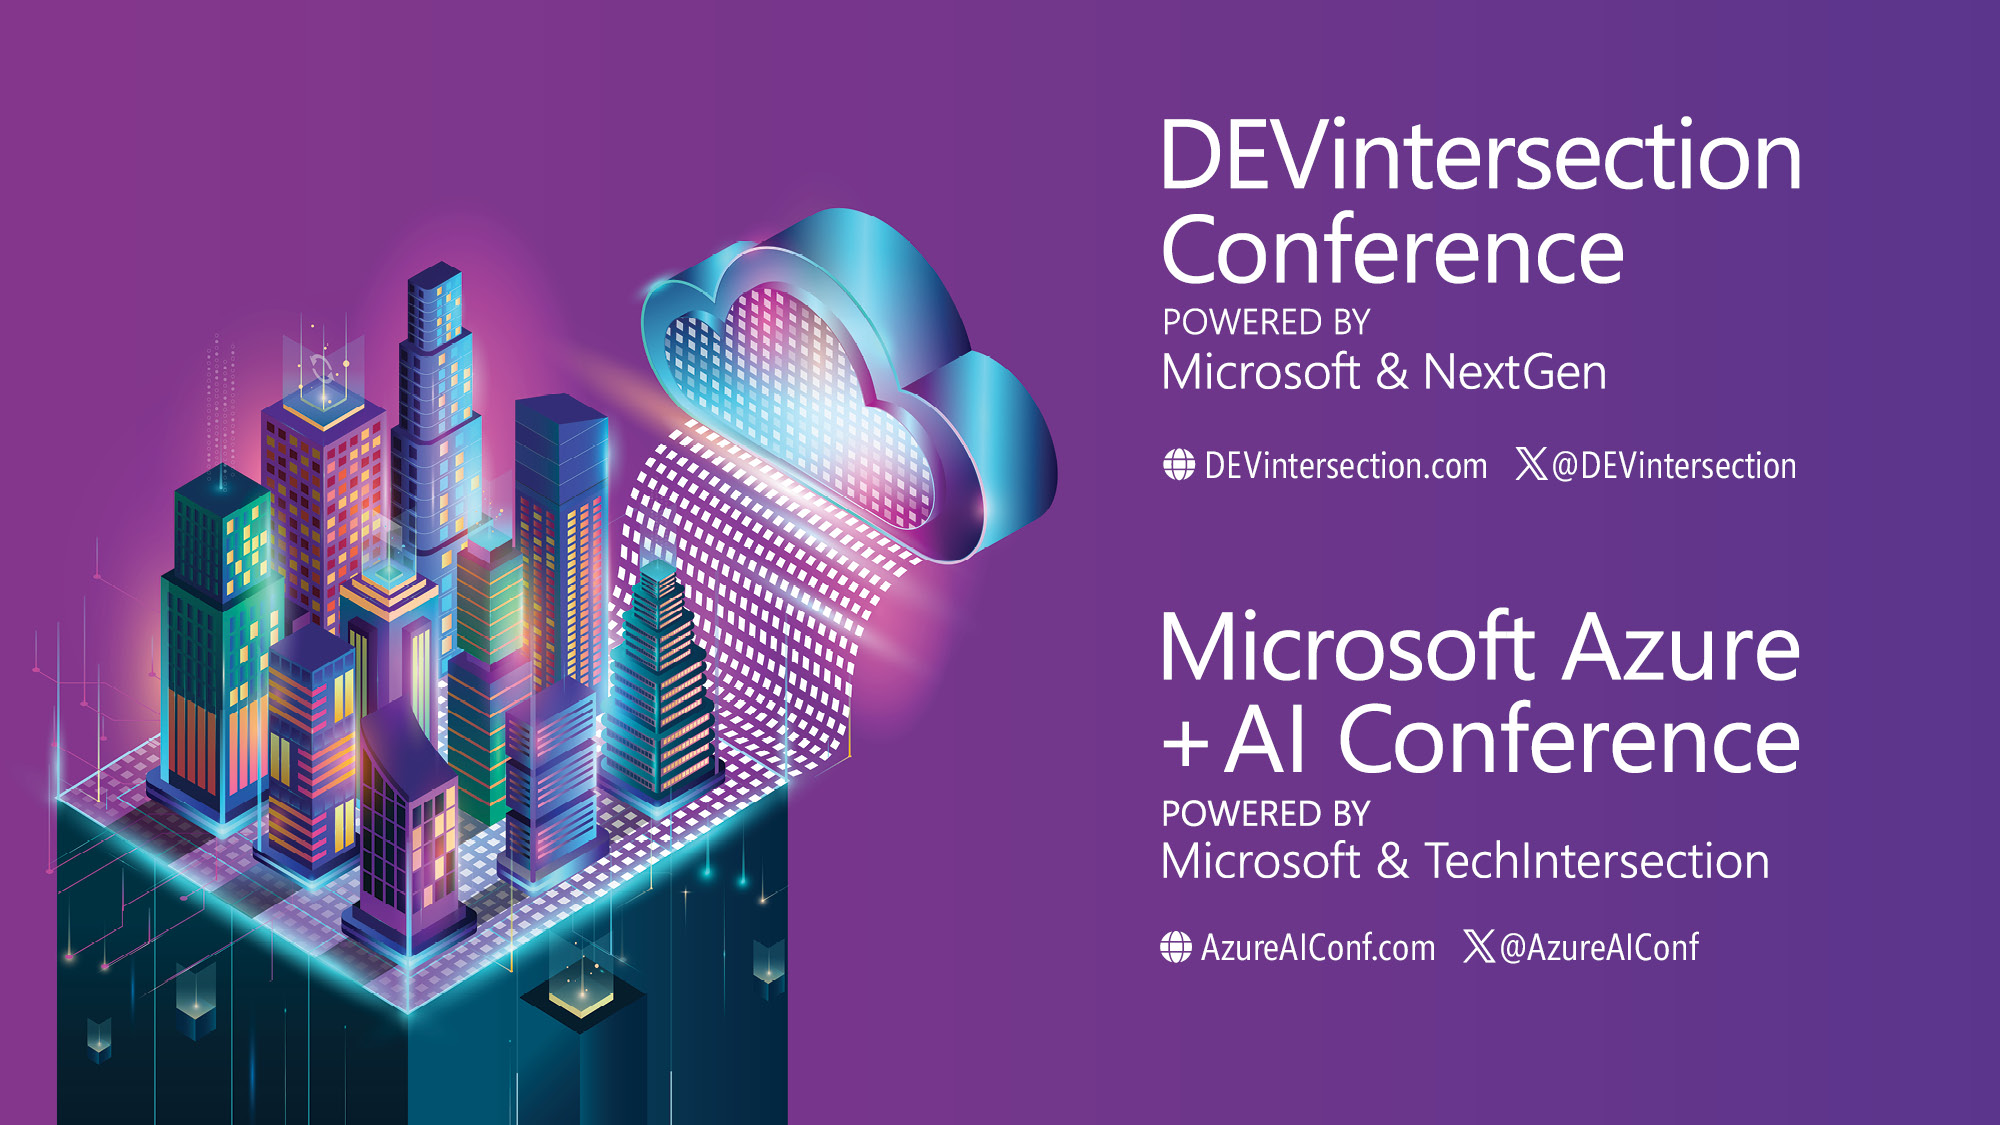 DEVintersection
Conference
POWERED BY
Microsoft & NextGen
DEVintersection.com X@DEVintersection
Microsoft Azure
+AI Conference
POWERED BY
Microsoft & TechIntersection
AzureAIConf.com X@AzureAIConf